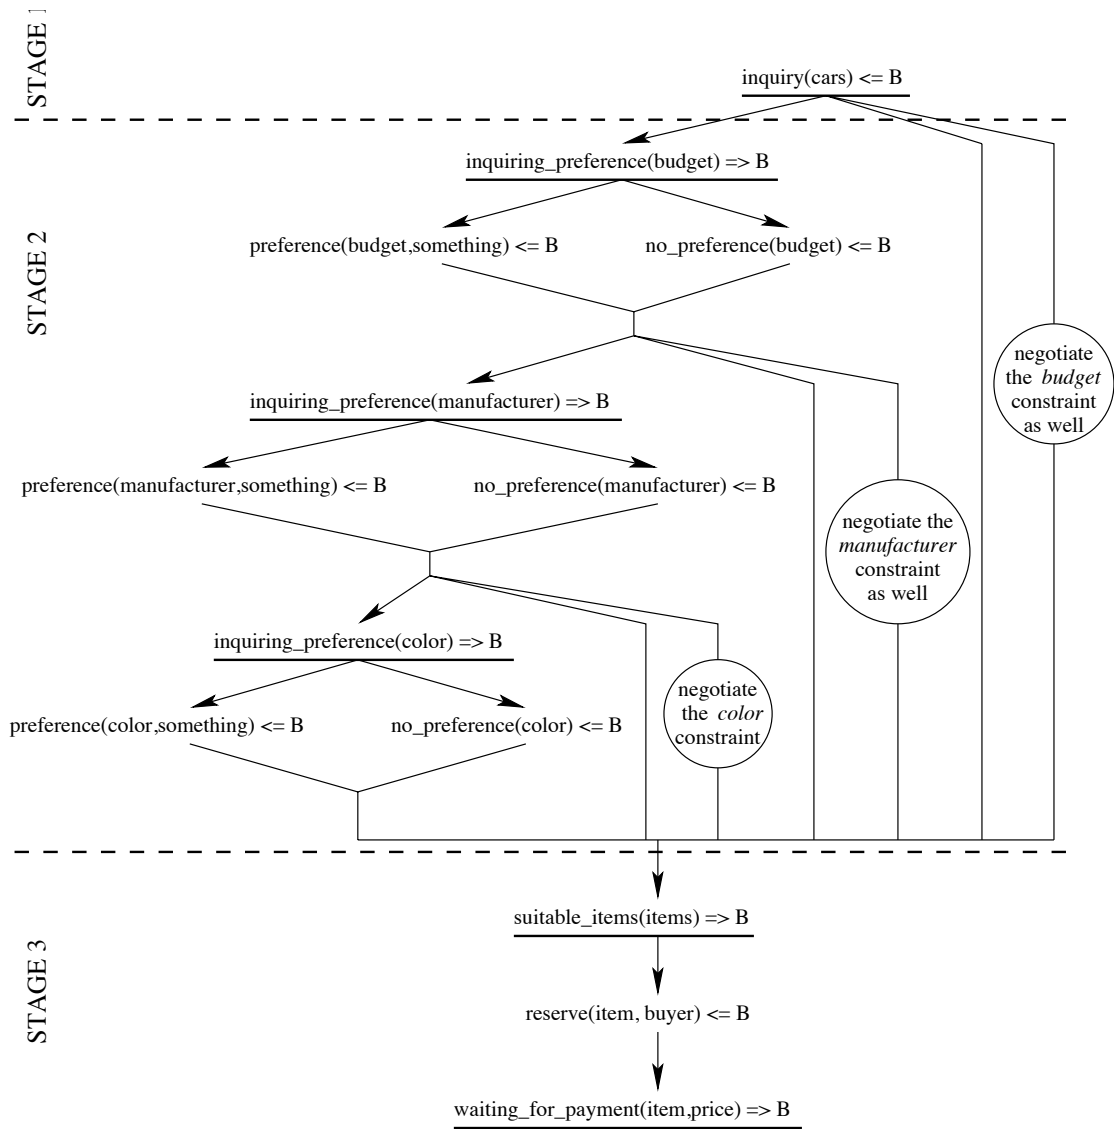 STAGE 1
inquiry(cars) <= B
STAGE 2
inquiring_preference(budget) => B
preference(budget,something) <= B
no_preference(budget) <= B
negotiate
the budget
constraint
as well
inquiring_preference(manufacturer) => B
preference(manufacturer,something) <= B
no_preference(manufacturer) <= B
negotiate the
manufacturer
constraint
as well
inquiring_preference(color) => B
negotiate
the color
constraint
preference(color,something) <= B
no_preference(color) <= B
STAGE 3
suitable_items(items) => B
reserve(item, buyer) <= B
waiting_for_payment(item,price) => B